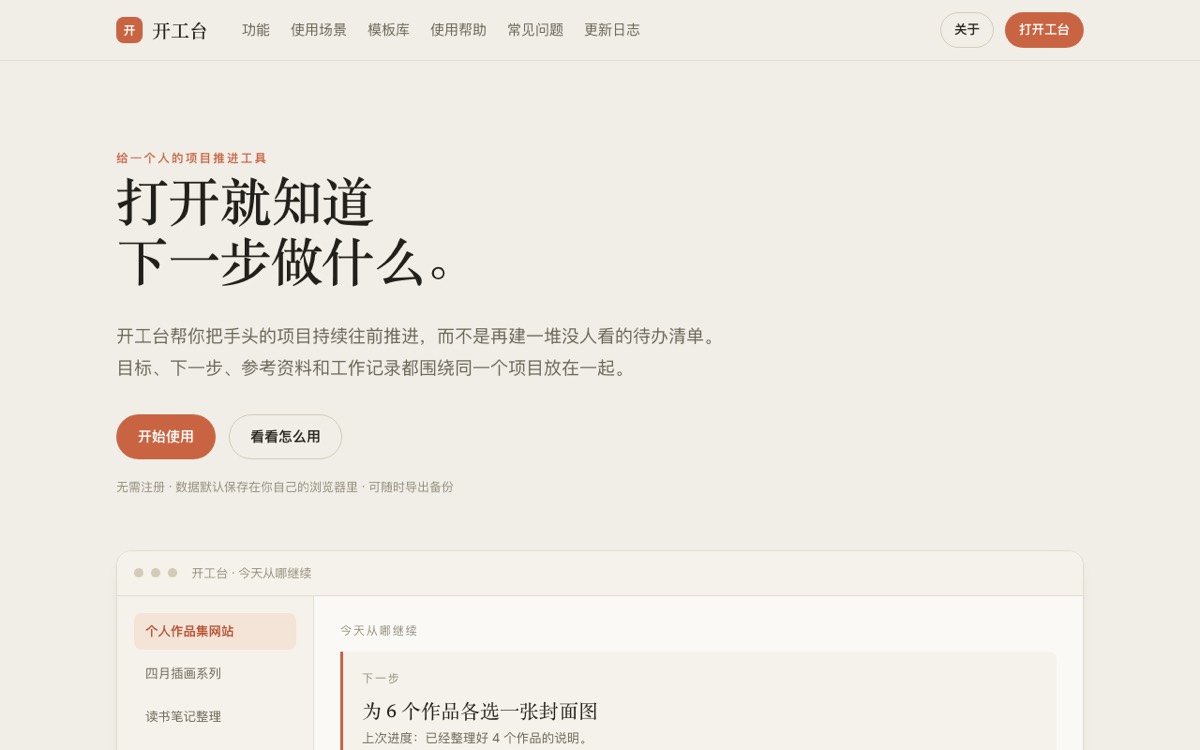 开 开工台 功能 使用场景 模板库 使用帮助 常见问题 更新日志 关于 打开工台
给一个人的项目推进工具
打开就知道
下一步做什么。
开工台帮你把手头的项目持续往前推进，而不是再建一堆没人看的待办清单。
目标、下一步、参考资料和工作记录都围绕同一个项目放在一起。
开始使用 看看怎么用
无需注册 · 数据默认保存在你自己的浏览器里 · 可随时导出备份
开工台 · 今天从哪继续
个人作品集网站
四月插画系列
读书笔记整理
今天从哪继续
下一步
为 6 个作品各选一张封面图
上次进度：已经整理好 4 个作品的说明。